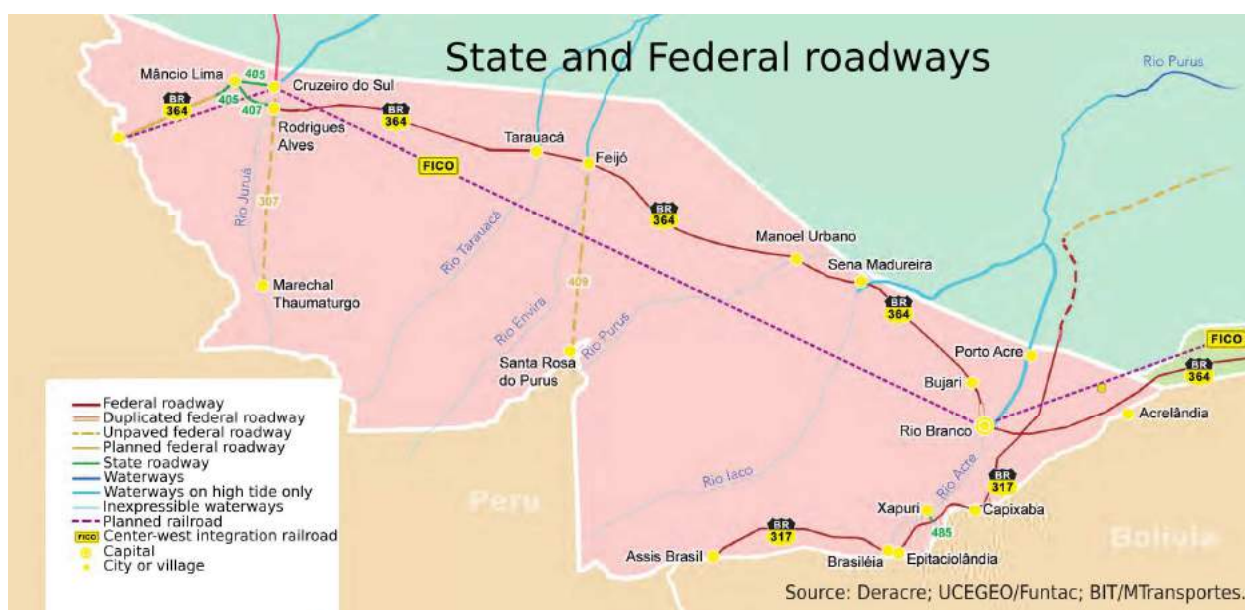 State and Federal roadways
Rio Purus
Mâncio Lima
405
Cruzeiro do Sul
BR
364
405
407
Rodrigues
Alves
BR
364
Tarauacá
Feijó
FICO
Rio Juruá
307
Rio Tarauacá
BR
364
Manoel Urbano
Sena Madureira
Marechal
Thaumaturgo
409
Rio Envira
Rio Purus
BR
364
Santa Rosa
do Purus
Porto Acre
FICO
BR
364
Bujari
Acrelândia
Rio Branco
Rio Iaco
Rio Acre
BR
317
Peru
Xapuri
Capixaba
485
BR
317
Bolivia
Assis Brasil
Brasiléia
Epitaciolândia
Federal roadway
Duplicated federal roadway
Unpaved federal roadway
Planned federal roadway
State roadway
Waterways
Waterways on high tide only
Inexpressible waterways
Planned railroad
FICO Center-west integration railroad
Capital
City or village
Source: Deracre; UCEGEO/Funtac; BIT/MTransportes.